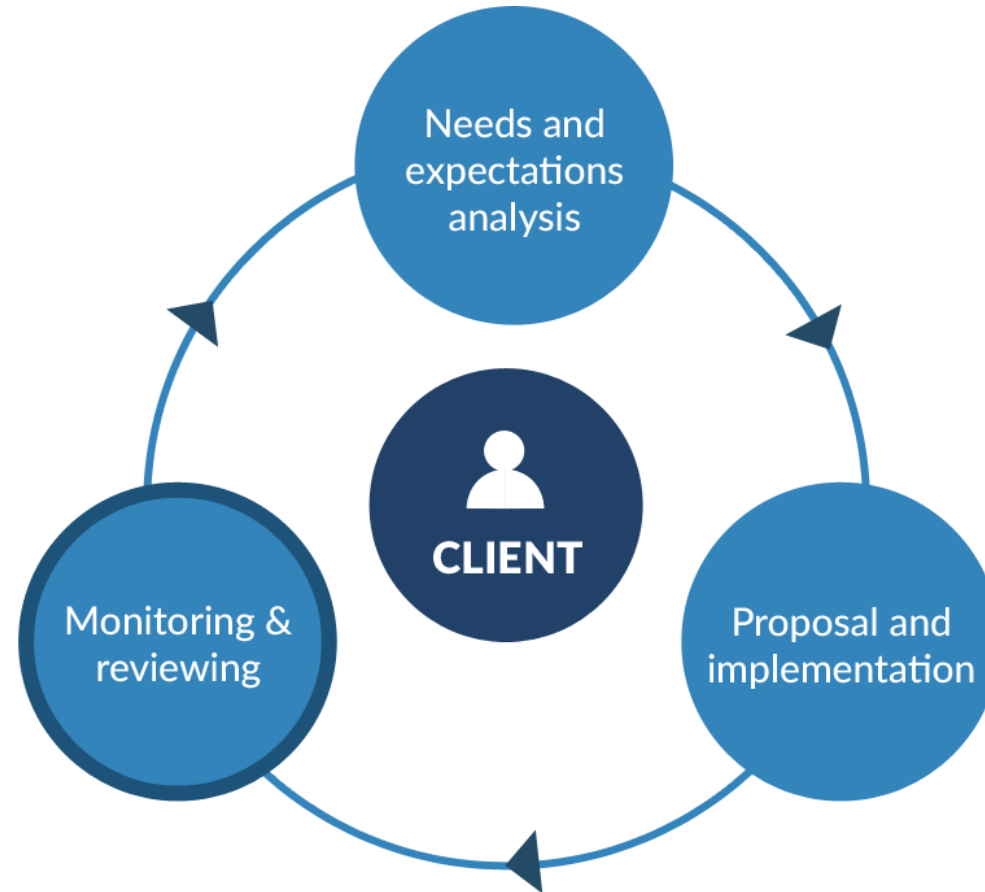 Needs and
expectations
analysis
CLIENT
Monitoring &
reviewing
Proposal and
implementation